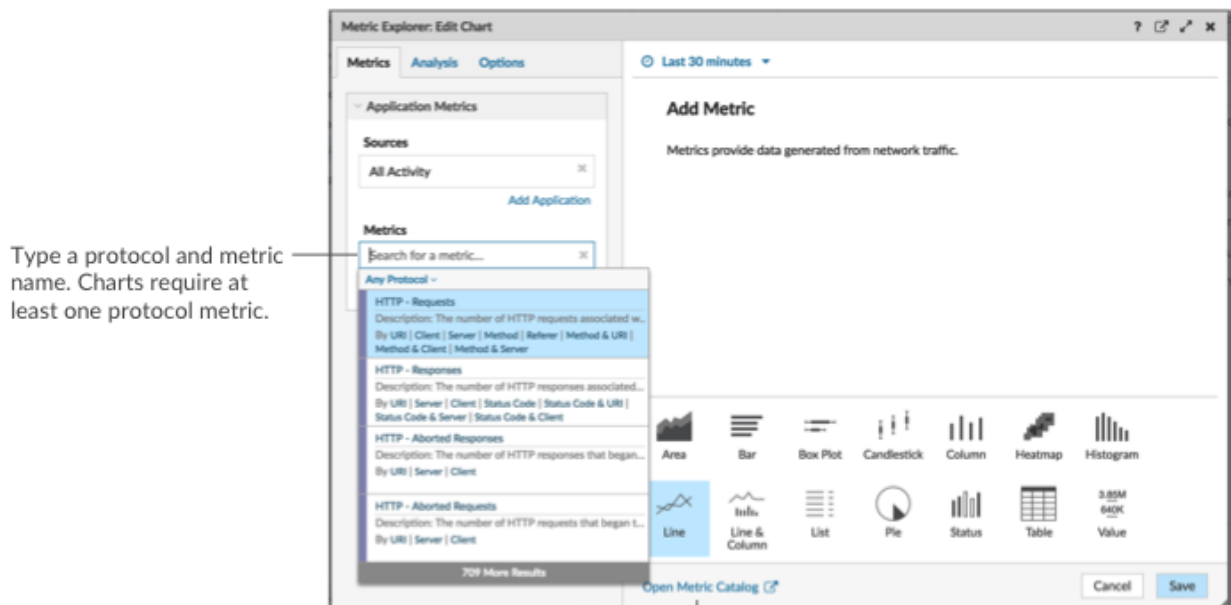 Metric Explorer: Edit Chart
?
Metrics Analysis Options
Last 30 minutes
Application Metrics
Sources
All Activity
Add Application
Metrics
Search for a metric...
Type a protocol and metric
name. Charts require at
least one protocol metric.
Any Protocol
HTTP - Requests
Description: The number of HTTP requests associated w...
By URI | Client | Server | Method | Referer | Method & URI |
Method & Client | Method & Server
HTTP - Responses
Description: The number of HTTP responses associated...
By URI | Server | Client | Status Code | Status Code & URI |
Status Code & Server | Status Code & Client
HTTP - Aborted Responses
Description: The number of HTTP responses that began...
By URI | Server | Client
HTTP - Aborted Requests
Description: The number of HTTP requests that began t...
By URI | Server | Client
709 More Results
Add Metric
Metrics provide data generated from network traffic.
Area Bar Box Plot Candlestick Column Heatmap Histogram
3.85M
640K
Line Line & List Pie Status Table Value
Column
Open Metric Catalog
Cancel Save